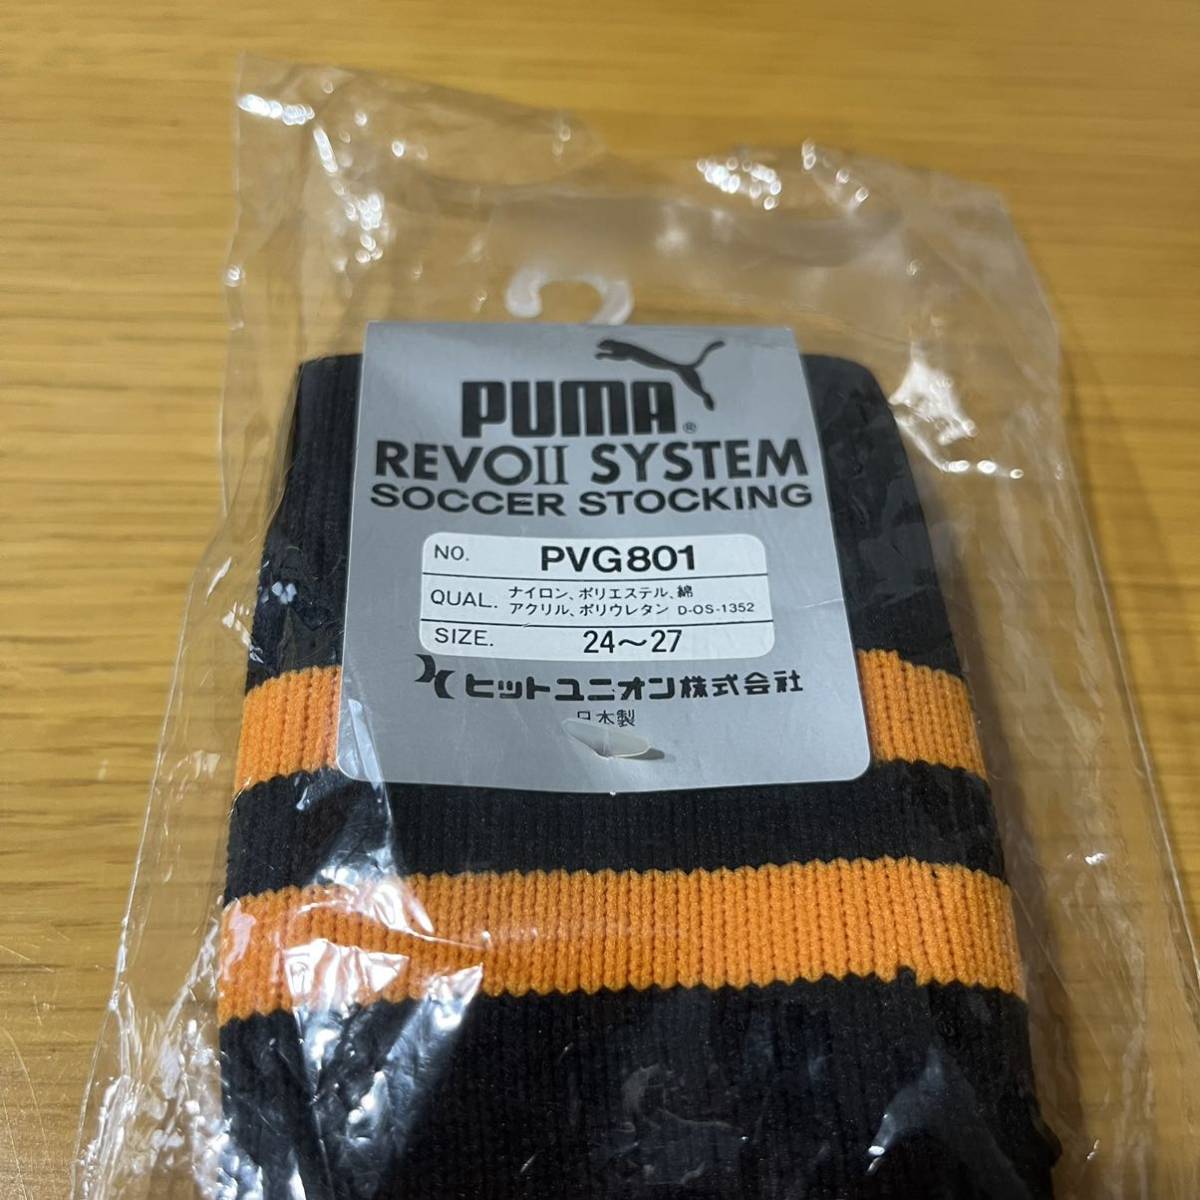 PUMA®
REVOII SYSTEM
SOCCER STOCKING
NO. PVG801
QUAL. ナイロン、ポリエステル、綿
アクリル、ポリウレタン D-OS-1352
SIZE. 24〜27
ヒットユニオン株式会社
日本製